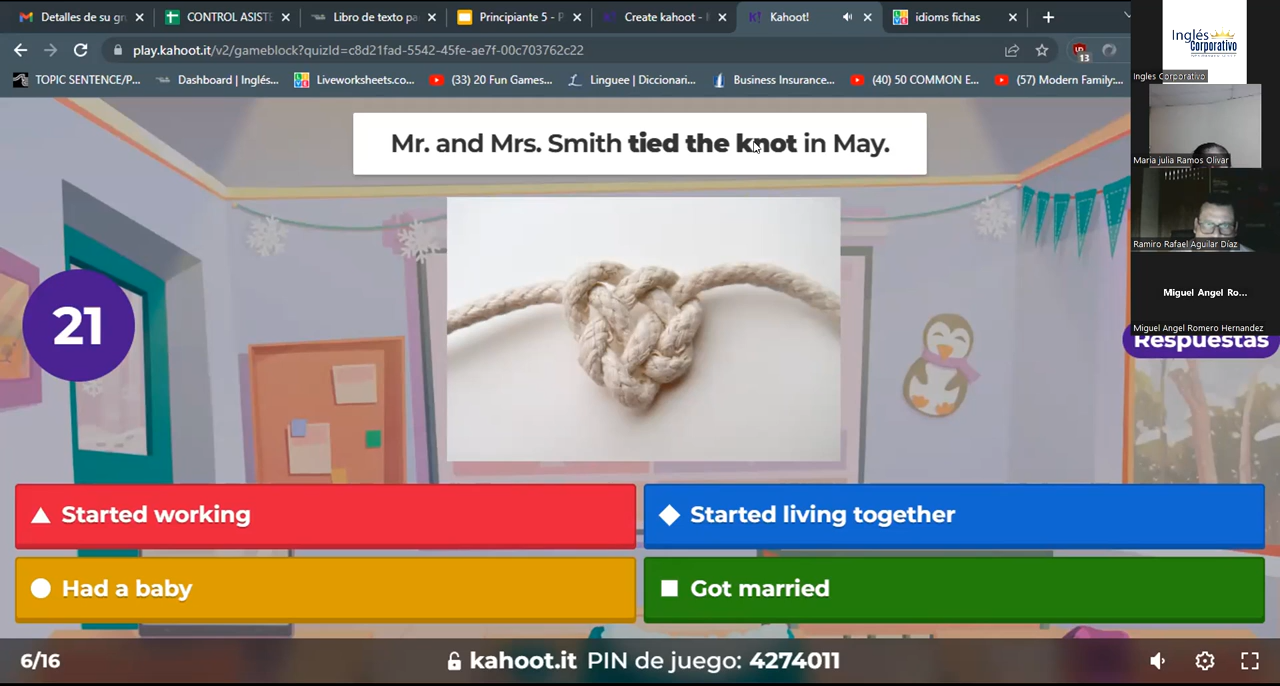 Detalles de su gr
CONTROL ASISTE
Libro de texto pa
Principiante 5 - P
Create kahoot -
Kahoot!
idioms fichas
play.kahoot.it/v2/gameblock?quizId=c8d21fad-5542-45fe-ae7f-00c703762c22
13
TOPIC SENTENCE/P...
Dashboard | Inglés...
Liveworksheets.co...
(33) 20 Fun Games...
Linguee | Diccionari...
Business Insurance...
(40) 50 COMMON E...
(57) Modern Family:...
Inglés
Corporativo
Ingles Corporativo
Maria julia Ramos Olivar
Ramiro Rafael Aguilar Díaz
Miguel Angel Ro...
Miguel Angel Romero Hernandez
Mr. and Mrs. Smith tied the knot in May.
21
Respuestas
Started working
Started living together
Had a baby
Got married
6/16
kahoot.it PIN de juego: 4274011